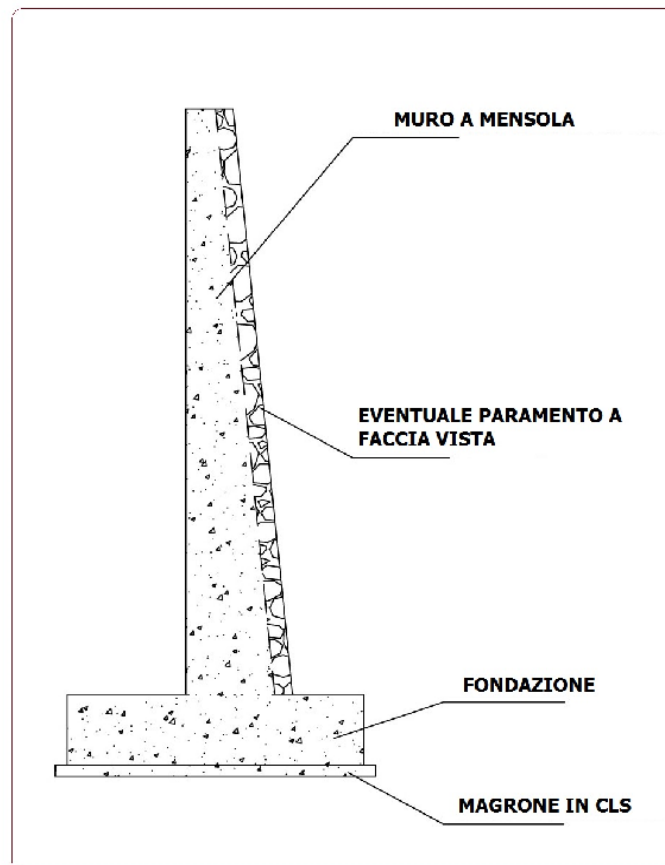 MURO A MENSOLA
EVENTUALE PARAMENTO A
FACCIA VISTA
FONDAZIONE
MAGRONE IN CLS